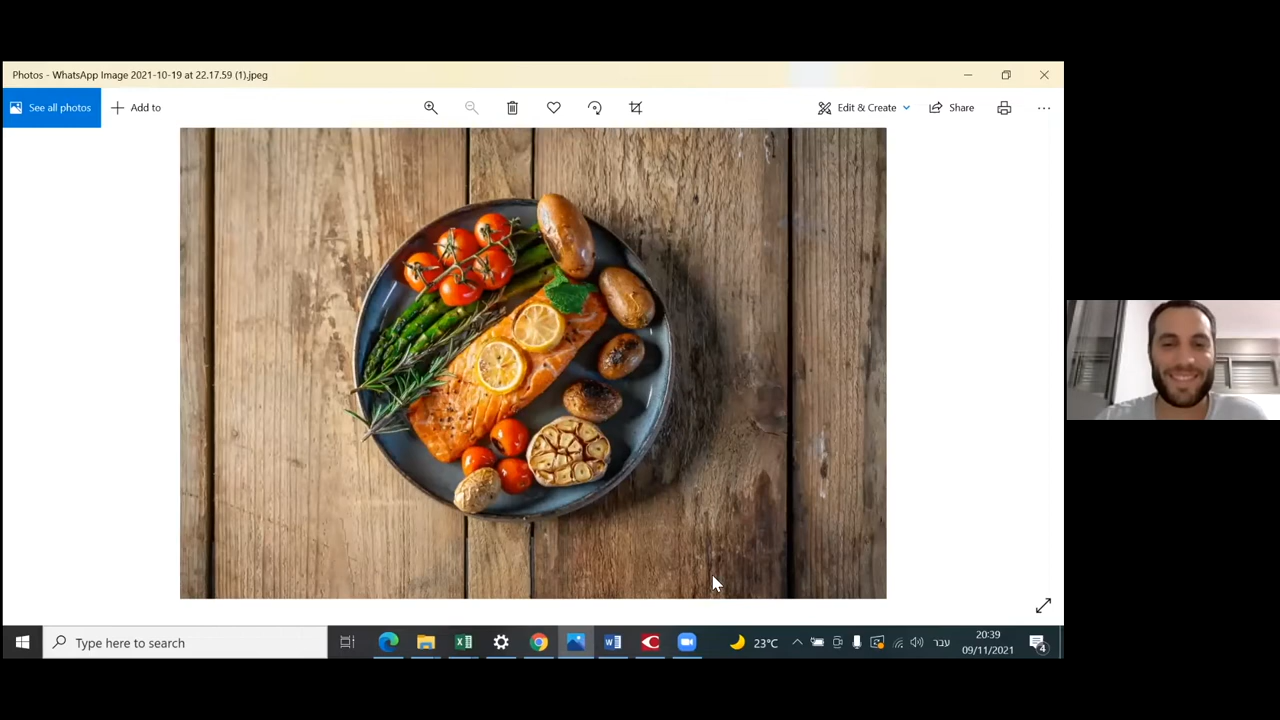 Photos - WhatsApp Image 2021-10-19 at 22.17.59 (1).jpeg
See all photos
Add to
Edit & Create
Share
Type here to search
23°C
עבר
20:39
09/11/2021
4